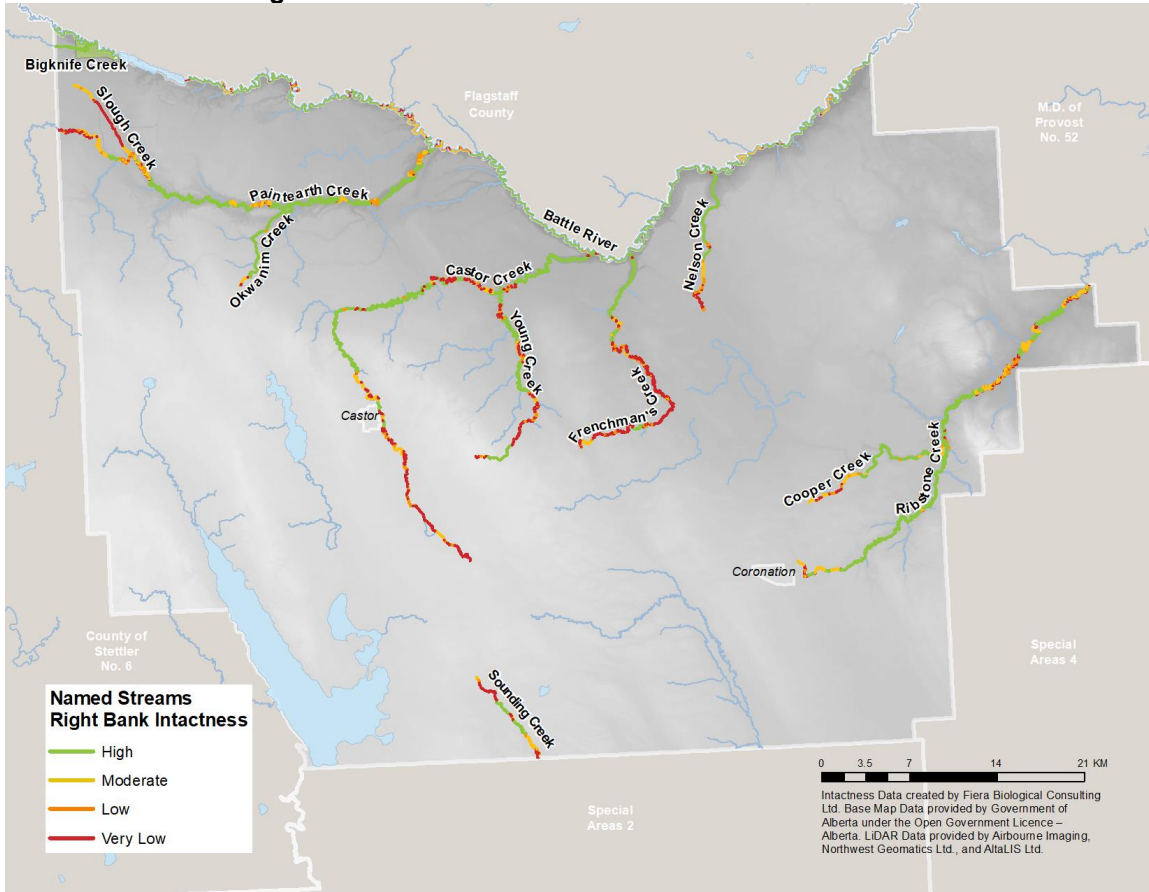 Bigknife Creek
Slough Creek
Flagstaff
County
M.D. of
Provost
No. 52
Paintearth Creek
Okwanim Creek
Battle River
Castor Creek
Nelson Creek
Young Creek
Frenchman's Creek
Castor
Cooper Creek
Ribstone Creek
Coronation
County of
Stettler
No. 6
Special
Areas 4
Sounding Creek
Named Streams
Right Bank Intactness
High
Moderate
Low
Very Low
Special
Areas 2
0 3.5 7 14 21 KM
Intactness Data created by Fiera Biological Consulting
Ltd. Base Map Data provided by Government of
Alberta under the Open Government Licence –
Alberta. LiDAR Data provided by Airbourne Imaging,
Northwest Geomatics Ltd., and AltaLIS Ltd.